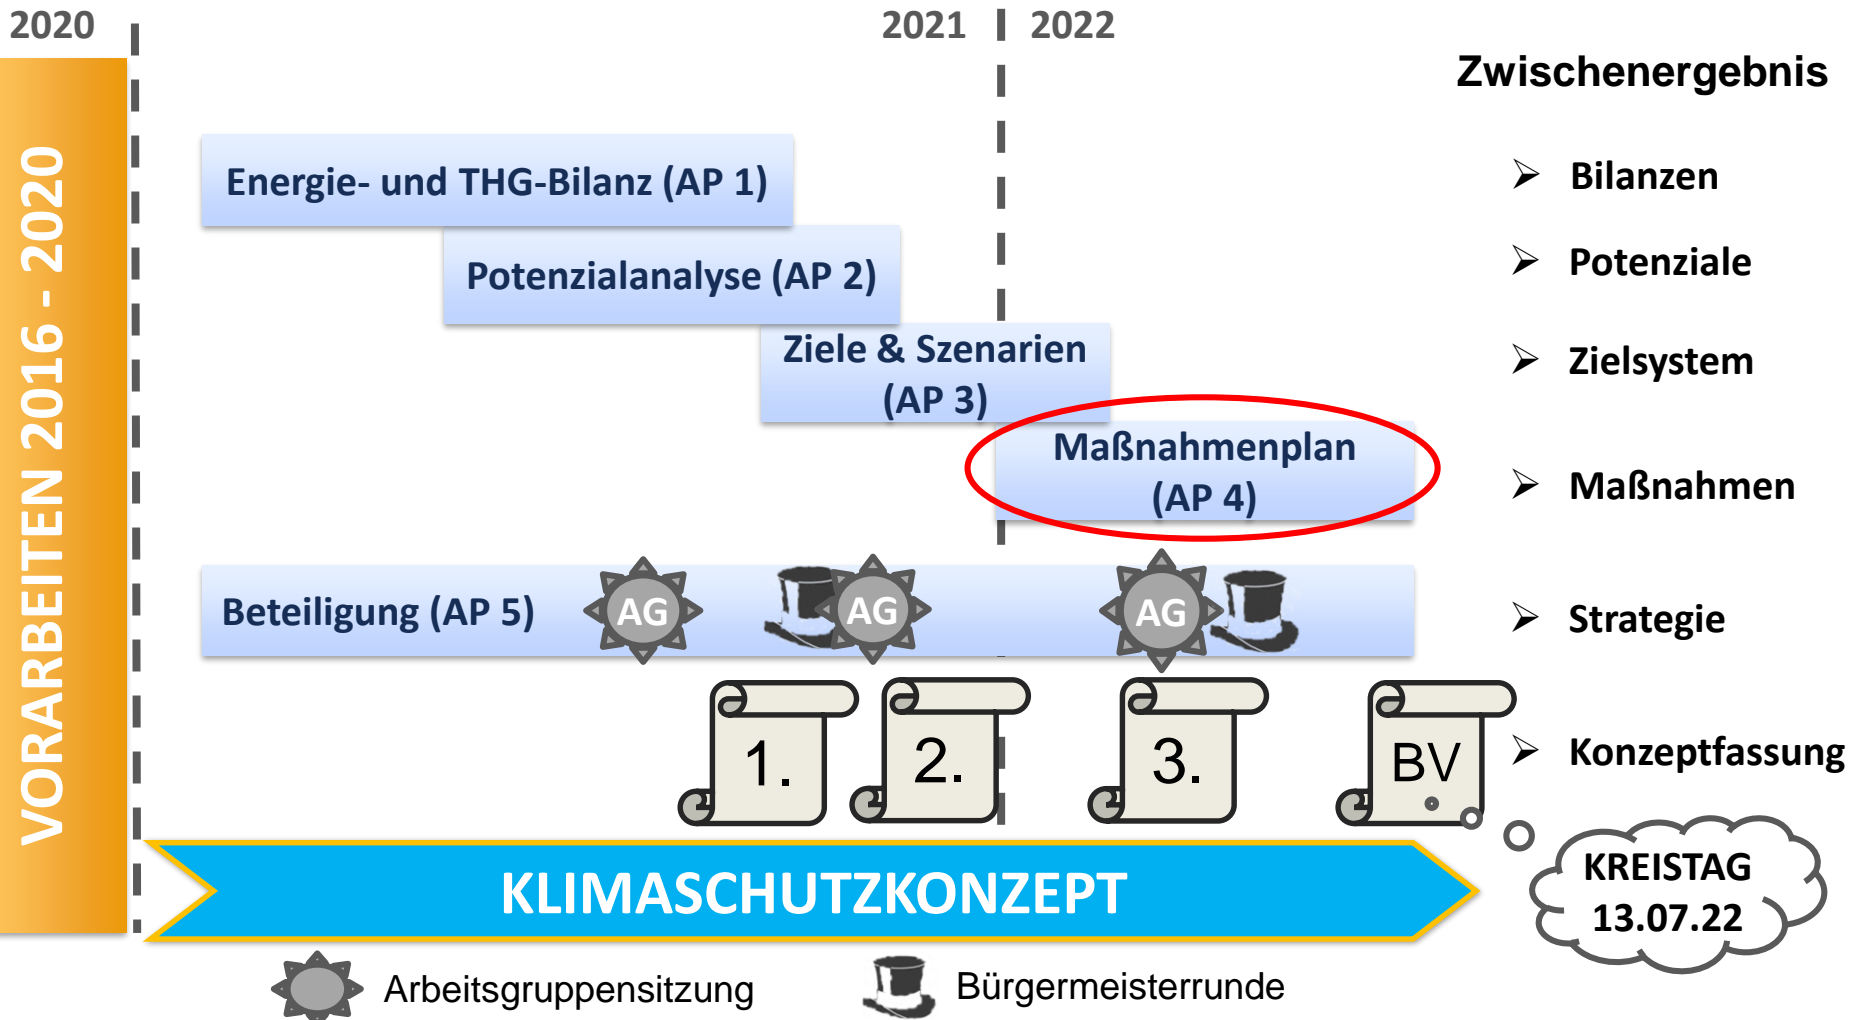 2020
2021
2022
Zwischenergebnis
VORARBEITEN 2016 - 2020
Energie- und THG-Bilanz (AP 1)
Bilanzen
Potenzialanalyse (AP 2)
Potenziale
Ziele & Szenarien
(AP 3)
Zielsystem
Maßnahmenplan
(AP 4)
Maßnahmen
Beteiligung (AP 5)
AG
AG
AG
Strategie
1.
2.
3.
BV
Konzeptfassung
KLIMASCHUTZKONZEPT
KREISTAG
13.07.22
Arbeitsgruppensitzung
Bürgermeisterrunde